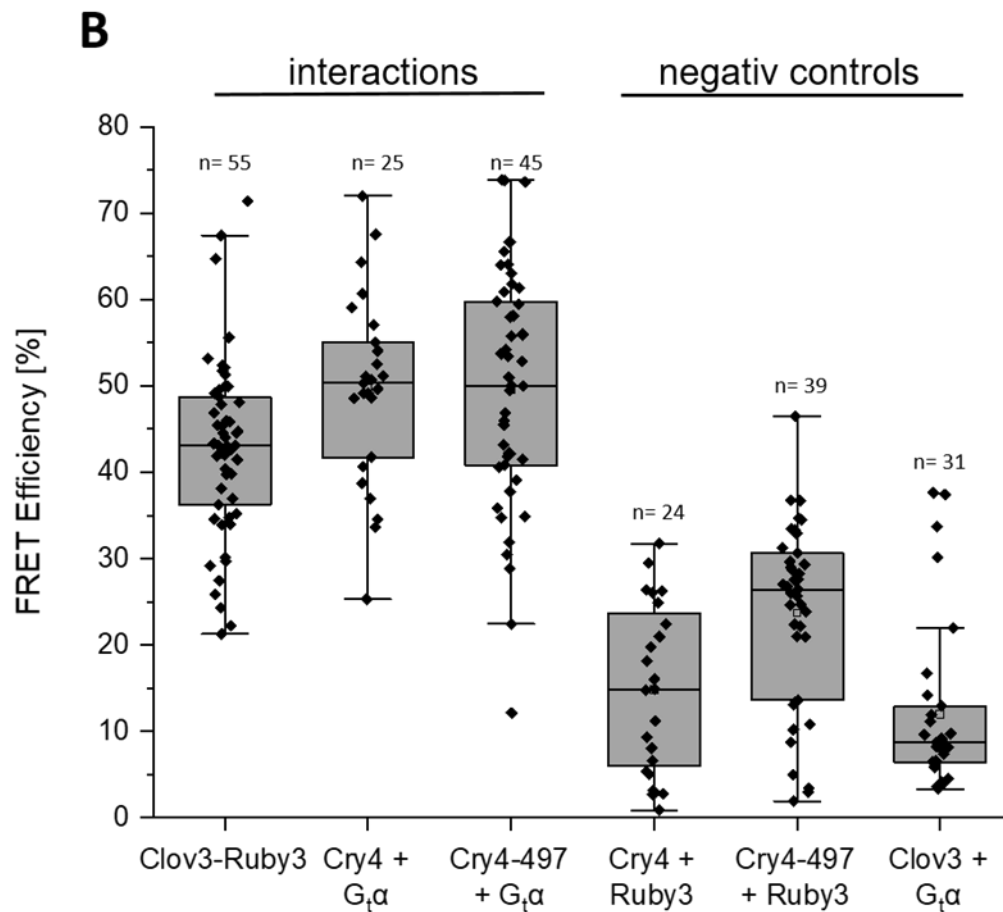 B
interactions
negativ controls
FRET Efficiency [%]
80
70
60
50
40
30
20
10
0
n= 55
n= 25
n= 45
n= 24
n= 39
n= 31
Clov3-Ruby3
Cry4 +
Gₜα
Cry4-497
+ Gₜα
Cry4 +
Ruby3
Cry4-497
+ Ruby3
Clov3 +
Gₜα